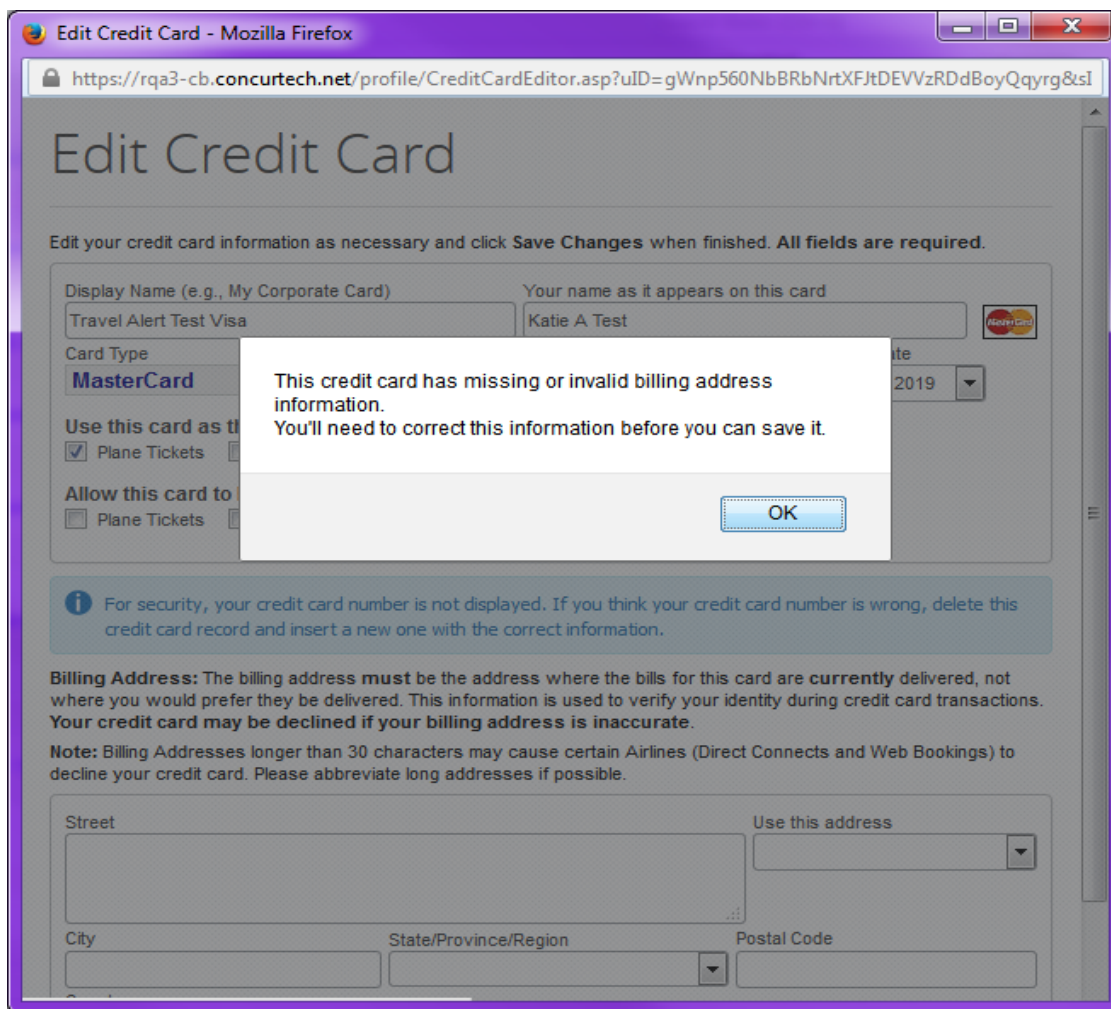 Edit Credit Card - Mozilla Firefox
https://rqa3-cb.concurtech.net/profile/CreditCardEditor.asp?uID=gWnp560NbBRbNrtXFJtDEVVzRDdBoyQqyrg&sI
Edit Credit Card
Edit your credit card information as necessary and click Save Changes when finished. All fields are required.
Display Name (e.g., My Corporate Card) Your name as it appears on this card
Travel Alert Test Visa Katie A Test
MasterCard
Card Type
MasterCard 2019
This credit card has missing or invalid billing address
information.
You'll need to correct this information before you can save it.
Use this card as
Plane Tickets
Allow this card to
Plane Tickets
OK
For security, your credit card number is not displayed. If you think your credit card number is wrong, delete this
credit card record and insert a new one with the correct information.
Billing Address: The billing address must be the address where the bills for this card are currently delivered, not
where you would prefer they be delivered. This information is used to verify your identity during credit card transactions.
Your credit card may be declined if your billing address is inaccurate.
Note: Billing Addresses longer than 30 characters may cause certain Airlines (Direct Connects and Web Bookings) to
decline your credit card. Please abbreviate long addresses if possible.
Street Use this address
City State/Province/Region Postal Code